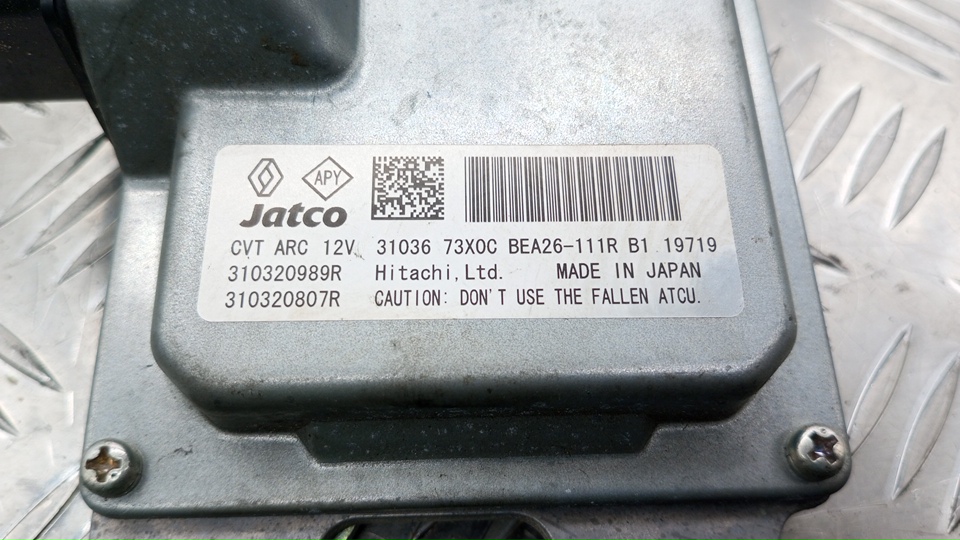 APY
Jatco
CVT ARC 12V 31036 73X0C BEA26-111R B1 19719
310320989R Hitachi, Ltd. MADE IN JAPAN
310320807R CAUTION: DON'T USE THE FALLEN ATCU.